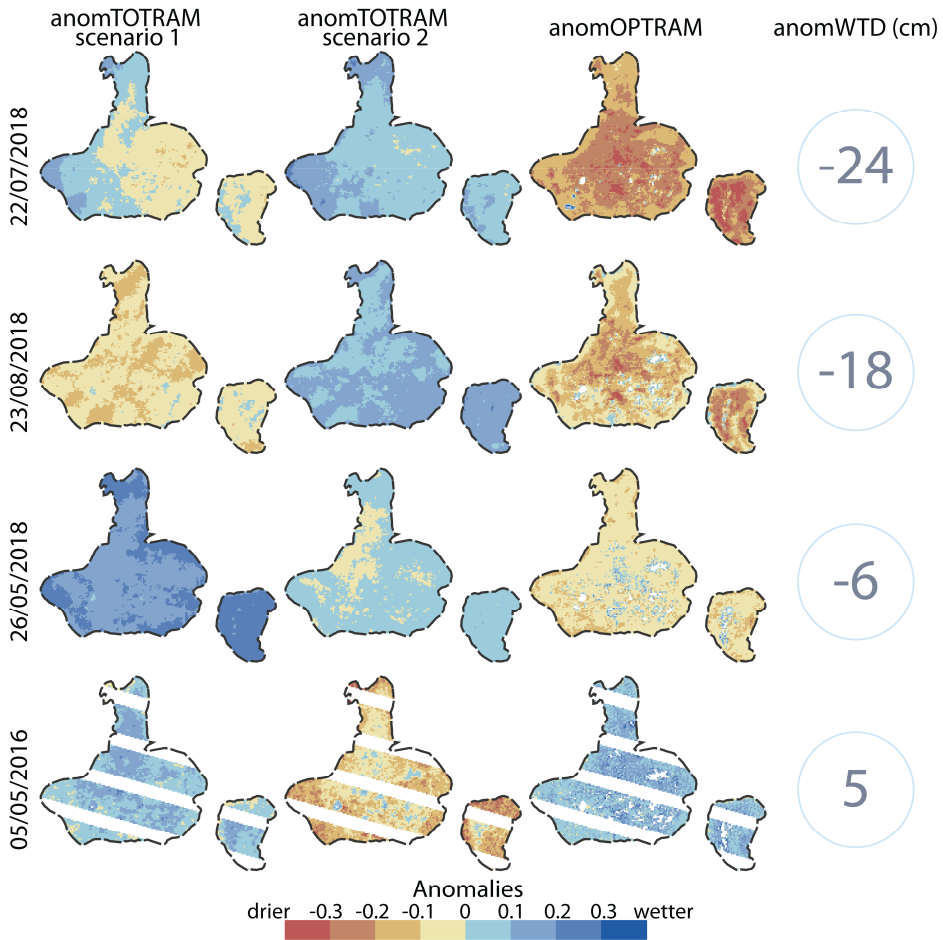 anomTOTRAM scenario 1
anomTOTRAM scenario 2
anomOPTRAM
anomWTD (cm)
22/07/2018
-24
23/08/2018
-18
26/05/2018
-6
05/05/2016
5
Anomalies
drier -0.3 -0.2 -0.1 0 0.1 0.2 0.3 wetter